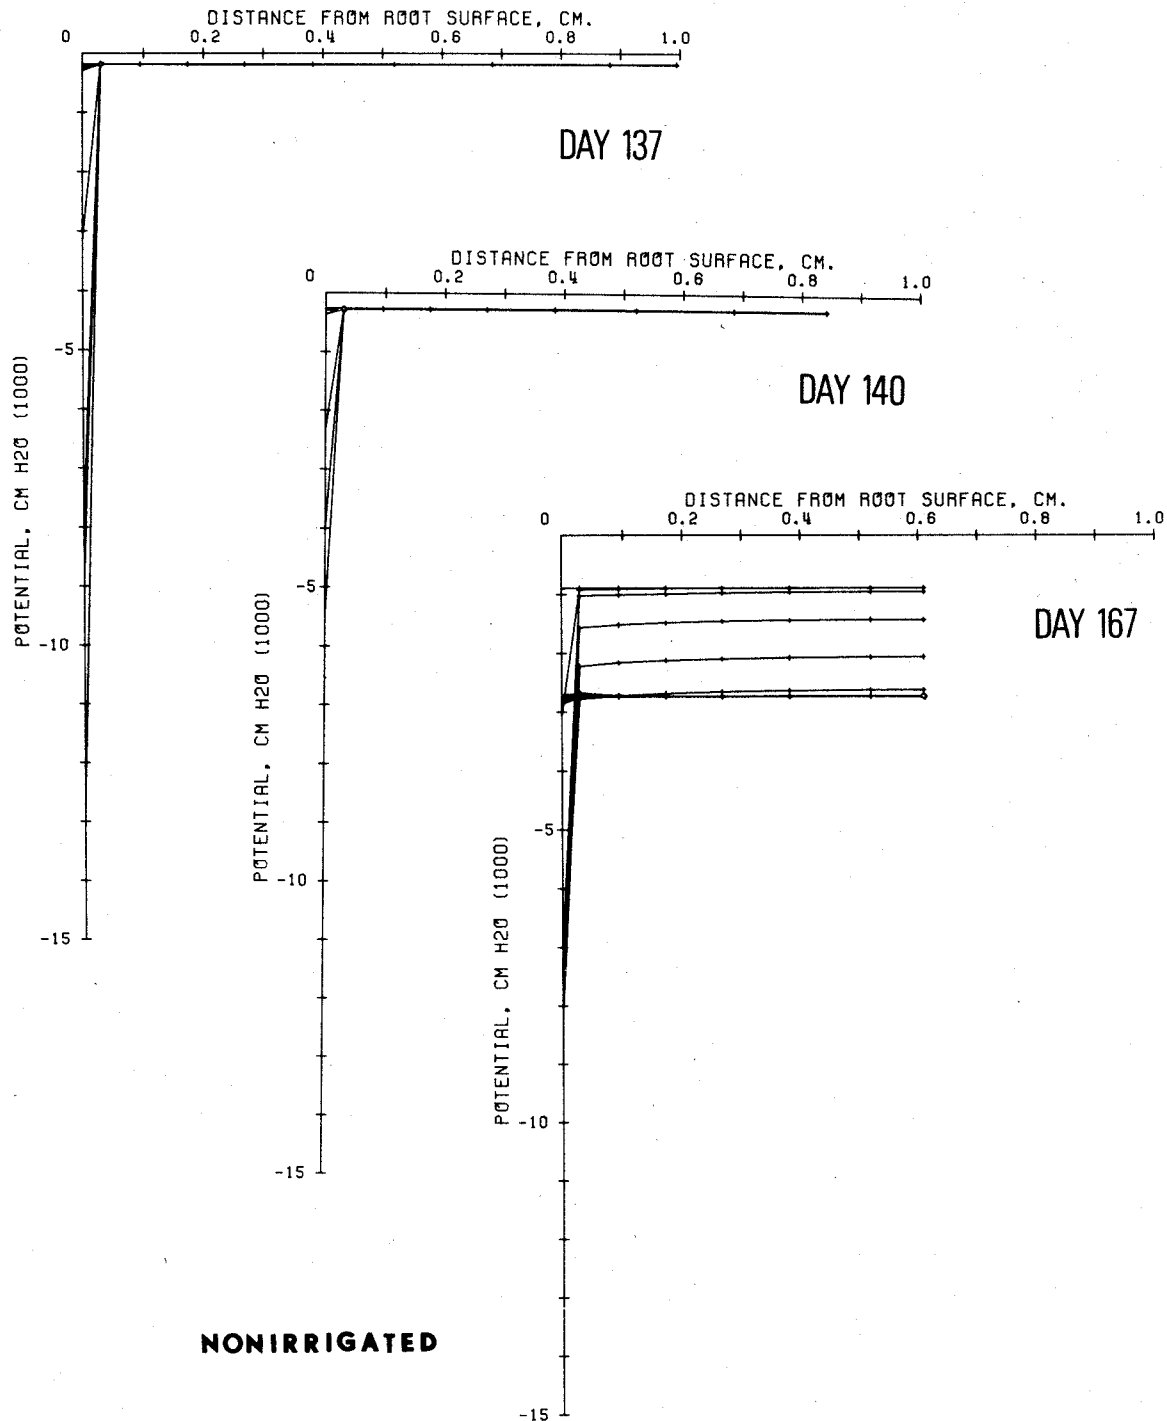 DISTANCE FROM ROOT SURFACE, CM.
0 0.2 0.4 0.6 0.8 1.0
DAY 137
-5
-10
-15
POTENTIAL, CM H2O (1000)
DISTANCE FROM ROOT SURFACE, CM.
0 0.2 0.4 0.6 0.8 1.0
DAY 140
-5
-10
-15
POTENTIAL, CM H2O (1000)
DISTANCE FROM ROOT SURFACE, CM.
0 0.2 0.4 0.6 0.8 1.0
DAY 167
-5
-10
-15
POTENTIAL, CM H2O (1000)
NONIRRIGATED